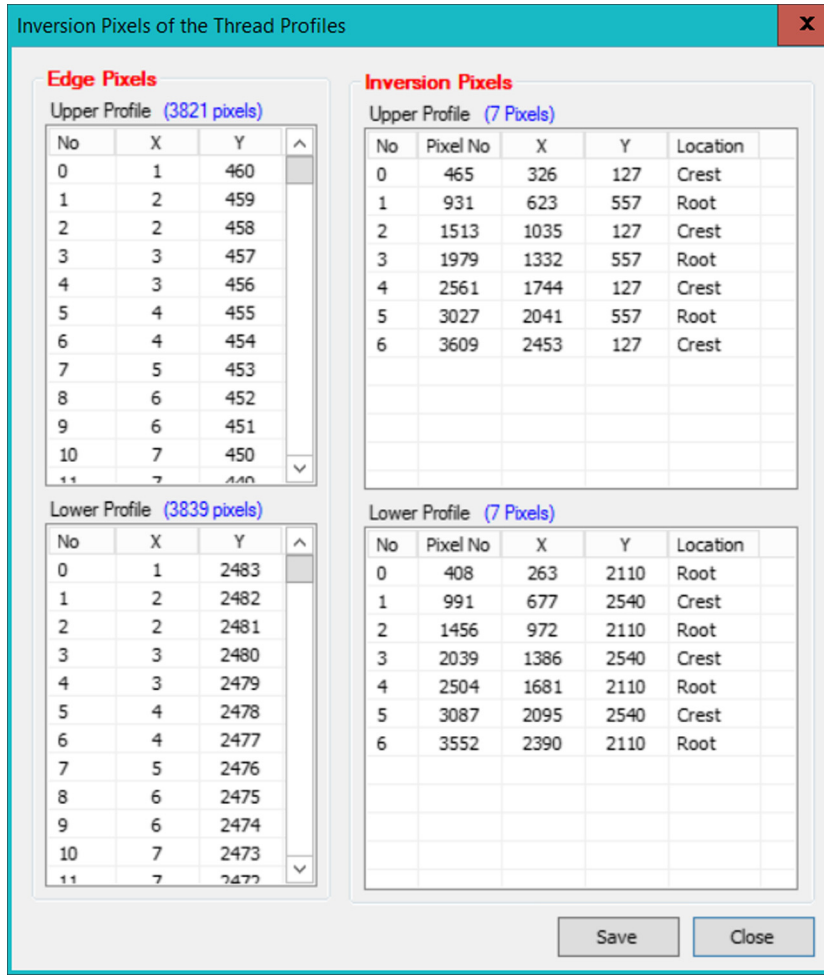 Inversion Pixels of the Thread Profiles
x
Edge Pixels
Upper Profile (3821 pixels)
No X Y
0 1 460
1 2 459
2 2 458
3 3 457
4 3 456
5 4 455
6 4 454
7 5 453
8 6 452
9 6 451
10 7 450
11 7 449
Lower Profile (3839 pixels)
No X Y
0 1 2483
1 2 2482
2 2 2481
3 3 2480
4 3 2479
5 4 2478
6 4 2477
7 5 2476
8 6 2475
9 6 2474
10 7 2473
11 7 2472
Inversion Pixels
Upper Profile (7 Pixels)
No Pixel No X Y Location
0 465 326 127 Crest
1 931 623 557 Root
2 1513 1035 127 Crest
3 1979 1332 557 Root
4 2561 1744 127 Crest
5 3027 2041 557 Root
6 3609 2453 127 Crest
Lower Profile (7 Pixels)
No Pixel No X Y Location
0 408 263 2110 Root
1 991 677 2540 Crest
2 1456 972 2110 Root
3 2039 1386 2540 Crest
4 2504 1681 2110 Root
5 3087 2095 2540 Crest
6 3552 2390 2110 Root
Save Close